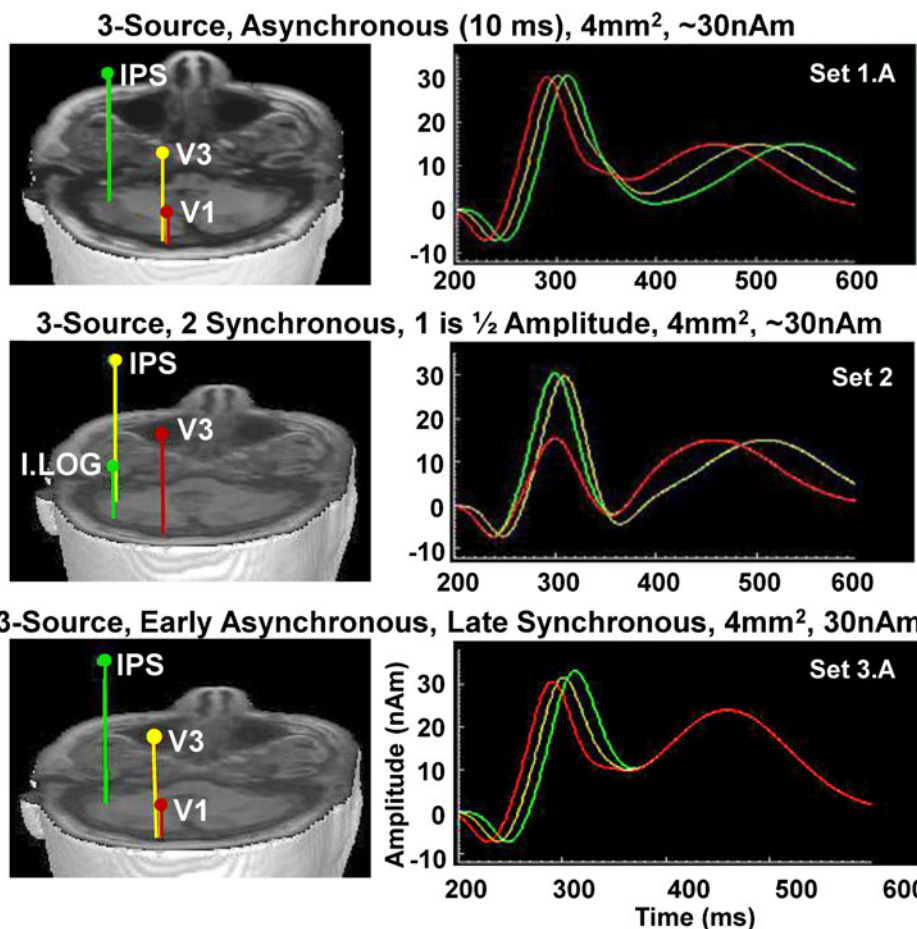 3-Source, Asynchronous (10 ms), 4mm², ~30nAm
IPS
V3
V1
Set 1.A
30
20
10
0
-10
200 300 400 500 600
3-Source, 2 Synchronous, 1 is ½ Amplitude, 4mm², ~30nAm
IPS
V3
I.LOG
Set 2
30
20
10
0
-10
200 300 400 500 600
3-Source, Early Asynchronous, Late Synchronous, 4mm², 30nAm
IPS
V3
V1
Set 3.A
Amplitude (nAm)
30
20
10
0
-10
200 300 400 500 600
Time (ms)